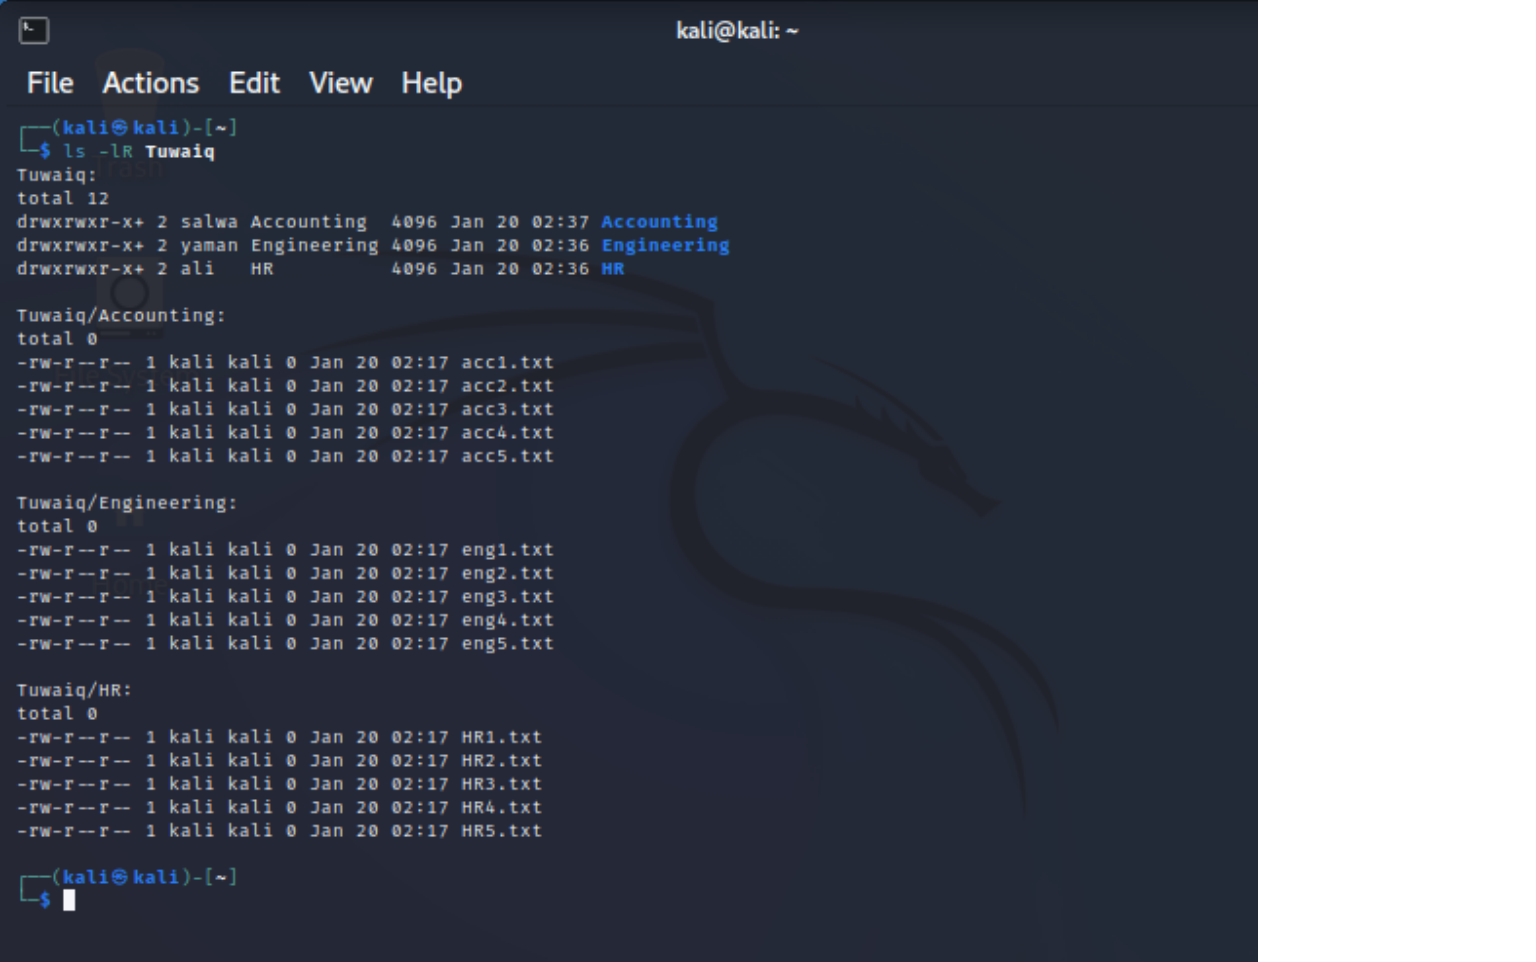 kali@kali: ~
File Actions Edit View Help
┌──(kali㉿kali)-[~]
└─$ ls -lR Tuwaiq
Tuwaiq:
total 12
drwxrwxr-x+ 2 salwa Accounting  4096 Jan 20 02:37 Accounting
drwxrwxr-x+ 2 yaman Engineering 4096 Jan 20 02:36 Engineering
drwxrwxr-x+ 2 ali   HR          4096 Jan 20 02:36 HR

Tuwaiq/Accounting:
total 0
-rw-r--r-- 1 kali kali 0 Jan 20 02:17 acc1.txt
-rw-r--r-- 1 kali kali 0 Jan 20 02:17 acc2.txt
-rw-r--r-- 1 kali kali 0 Jan 20 02:17 acc3.txt
-rw-r--r-- 1 kali kali 0 Jan 20 02:17 acc4.txt
-rw-r--r-- 1 kali kali 0 Jan 20 02:17 acc5.txt

Tuwaiq/Engineering:
total 0
-rw-r--r-- 1 kali kali 0 Jan 20 02:17 eng1.txt
-rw-r--r-- 1 kali kali 0 Jan 20 02:17 eng2.txt
-rw-r--r-- 1 kali kali 0 Jan 20 02:17 eng3.txt
-rw-r--r-- 1 kali kali 0 Jan 20 02:17 eng4.txt
-rw-r--r-- 1 kali kali 0 Jan 20 02:17 eng5.txt

Tuwaiq/HR:
total 0
-rw-r--r-- 1 kali kali 0 Jan 20 02:17 HR1.txt
-rw-r--r-- 1 kali kali 0 Jan 20 02:17 HR2.txt
-rw-r--r-- 1 kali kali 0 Jan 20 02:17 HR3.txt
-rw-r--r-- 1 kali kali 0 Jan 20 02:17 HR4.txt
-rw-r--r-- 1 kali kali 0 Jan 20 02:17 HR5.txt

┌──(kali㉿kali)-[~]
└─$